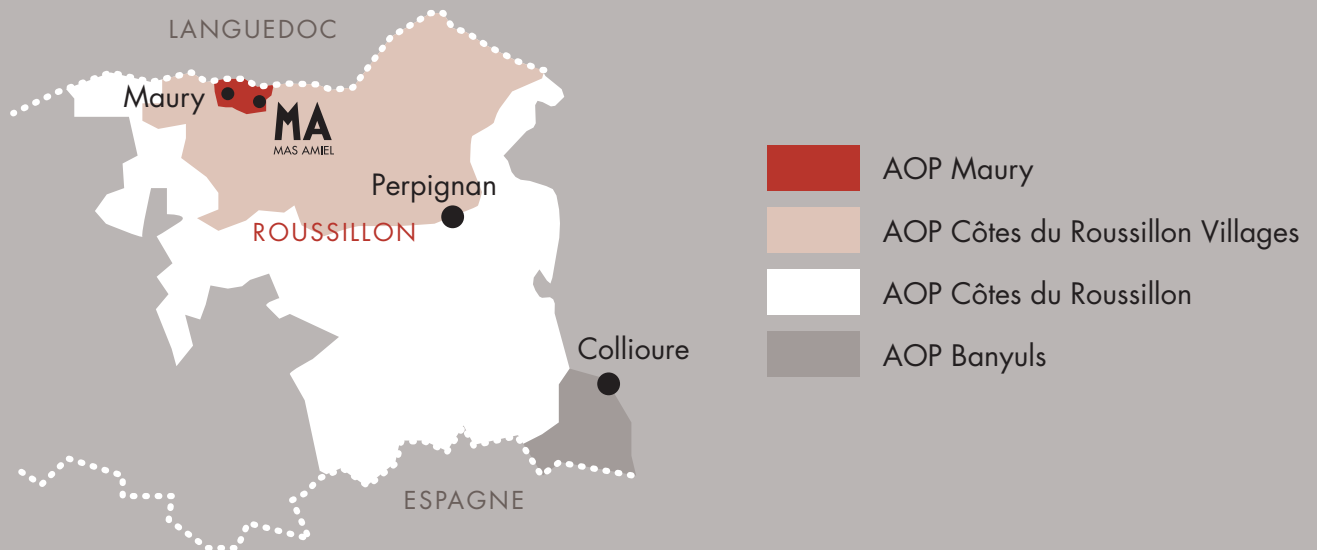 LANGUEDOC
Maury
MA
MAS AMIEL
Perpignan
ROUSSILLON
Collioure
ESPAGNE
AOP Maury
AOP Côtes du Roussillon Villages
AOP Côtes du Roussillon
AOP Banyuls